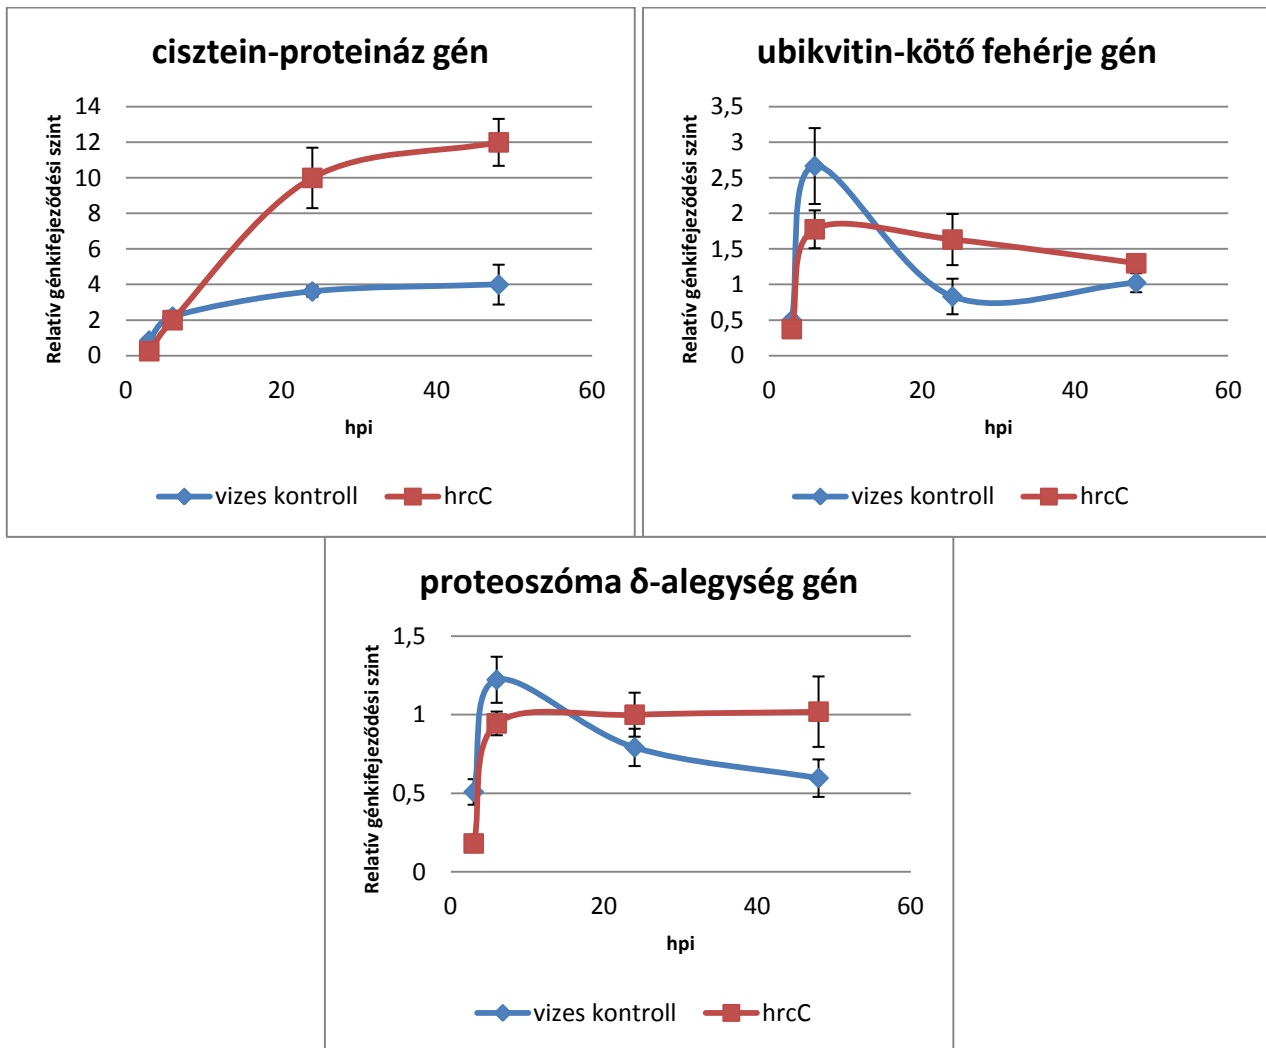 cisztein-proteináz gén
Relatív génkifejeződési szint
14
12
10
8
6
4
2
0
0 20 40 60
hpi
vizes kontroll hrcC
ubikvitin-kötő fehérje gén
Relatív génkifejeződési szint
3,5
3
2,5
2
1,5
1
0,5
0
0 20 40 60
hpi
vizes kontroll hrcC
proteoszóma δ-alegység gén
Relatív génkifejeződési szint
1,5
1
0,5
0
0 20 40 60
hpi
vizes kontroll hrcC